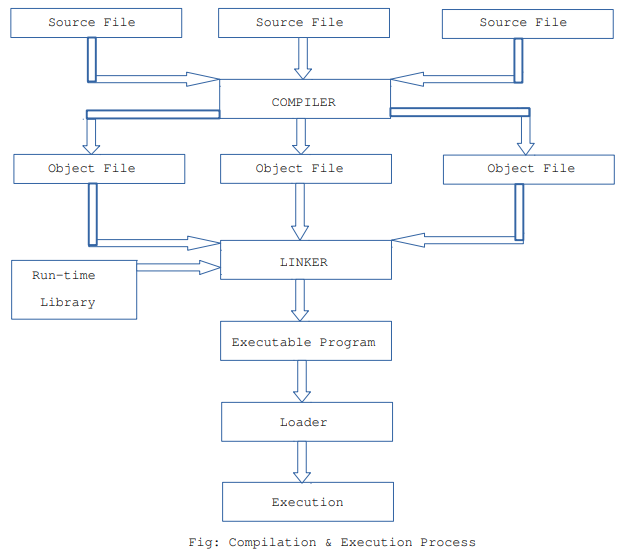 Source File
Source File
Source File
COMPILER
Object File
Object File
Object File
LINKER
Run-time
Library
Executable Program
Loader
Execution
Fig: Compilation & Execution Process